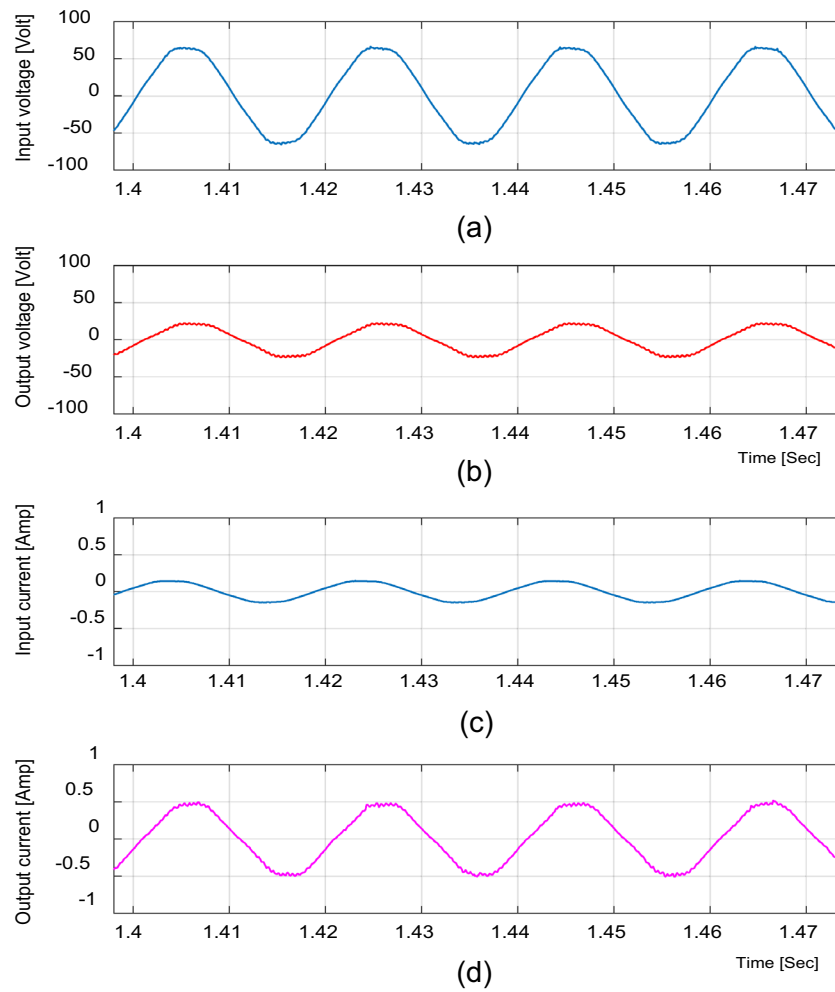 Input voltage [Volt]
100
50
0
-50
-100
1.4 1.41 1.42 1.43 1.44 1.45 1.46 1.47
(a)
Output voltage [Volt]
100
50
0
-50
-100
1.4 1.41 1.42 1.43 1.44 1.45 1.46 1.47
Time [Sec]
(b)
Input current [Amp]
1
0.5
0
-0.5
-1
1.4 1.41 1.42 1.43 1.44 1.45 1.46 1.47
(c)
Output current [Amp]
1
0.5
0
-0.5
-1
1.4 1.41 1.42 1.43 1.44 1.45 1.46 1.47
Time [Sec]
(d)